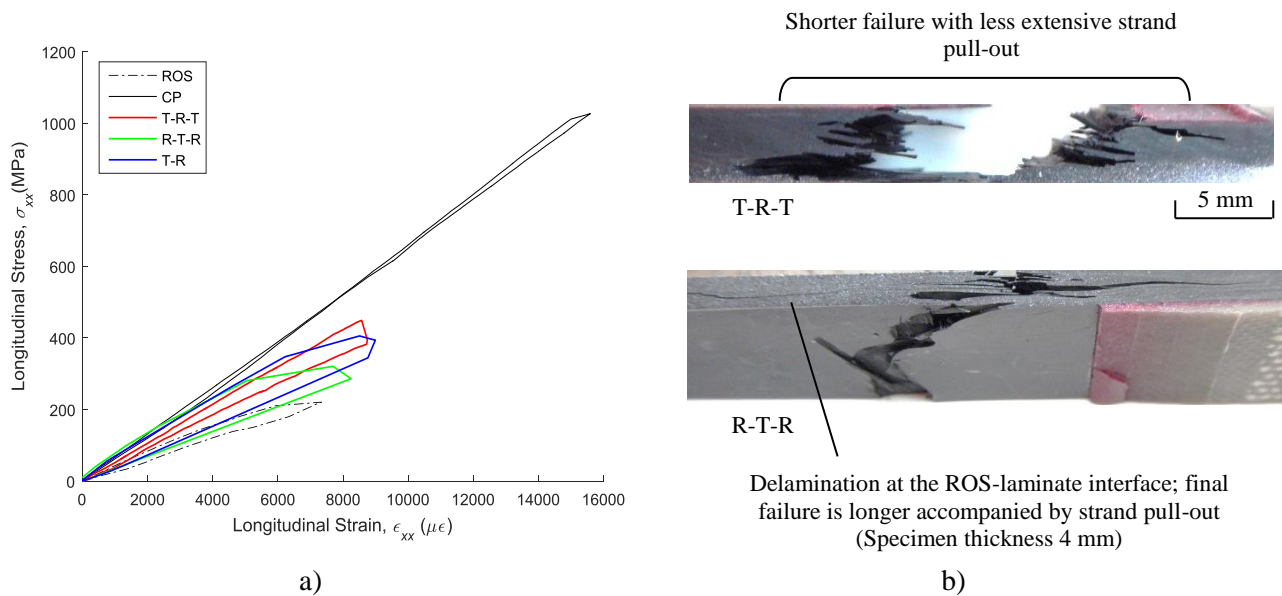 Shorter failure with less extensive strand
pull-out
1200
1000
800
600
400
200
0
Longitudinal Stress, σxx(MPa)
ROS
CP
T-R-T
R-T-R
T-R
0 2000 4000 6000 8000 10000 12000 14000 16000
Longitudinal Strain, ϵxx (με)
a)
T-R-T
5 mm
R-T-R
Delamination at the ROS-laminate interface; final
failure is longer accompanied by strand pull-out
(Specimen thickness 4 mm)
b)